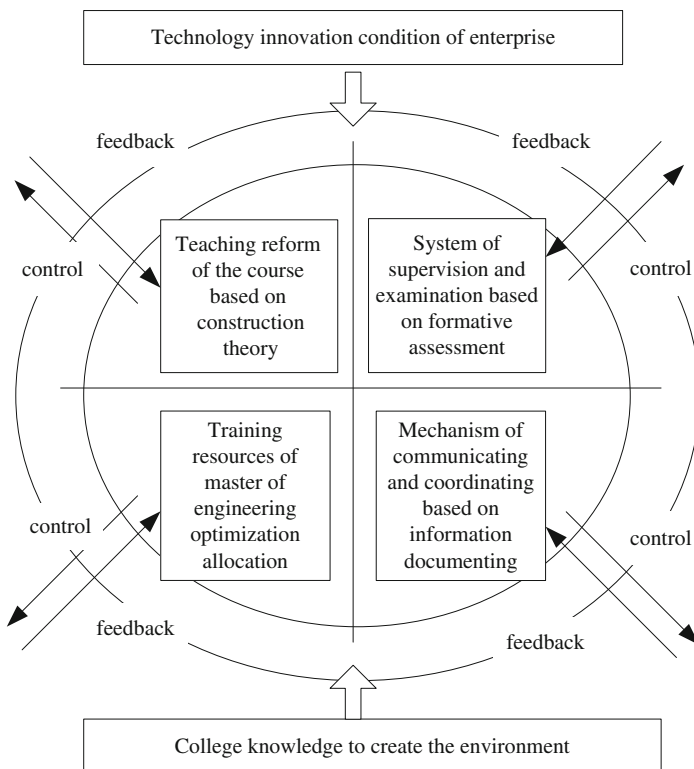 Technology innovation condition of enterprise
feedback
feedback
Teaching reform
of the course
based on
construction
theory
System of
supervision and
examination based
on formative
assessment
control
control
Training
resources of
master of
engineering
optimization
allocation
Mechanism of
communicating
and coordinating
based on
information
documenting
control
control
feedback
feedback
College knowledge to create the environment